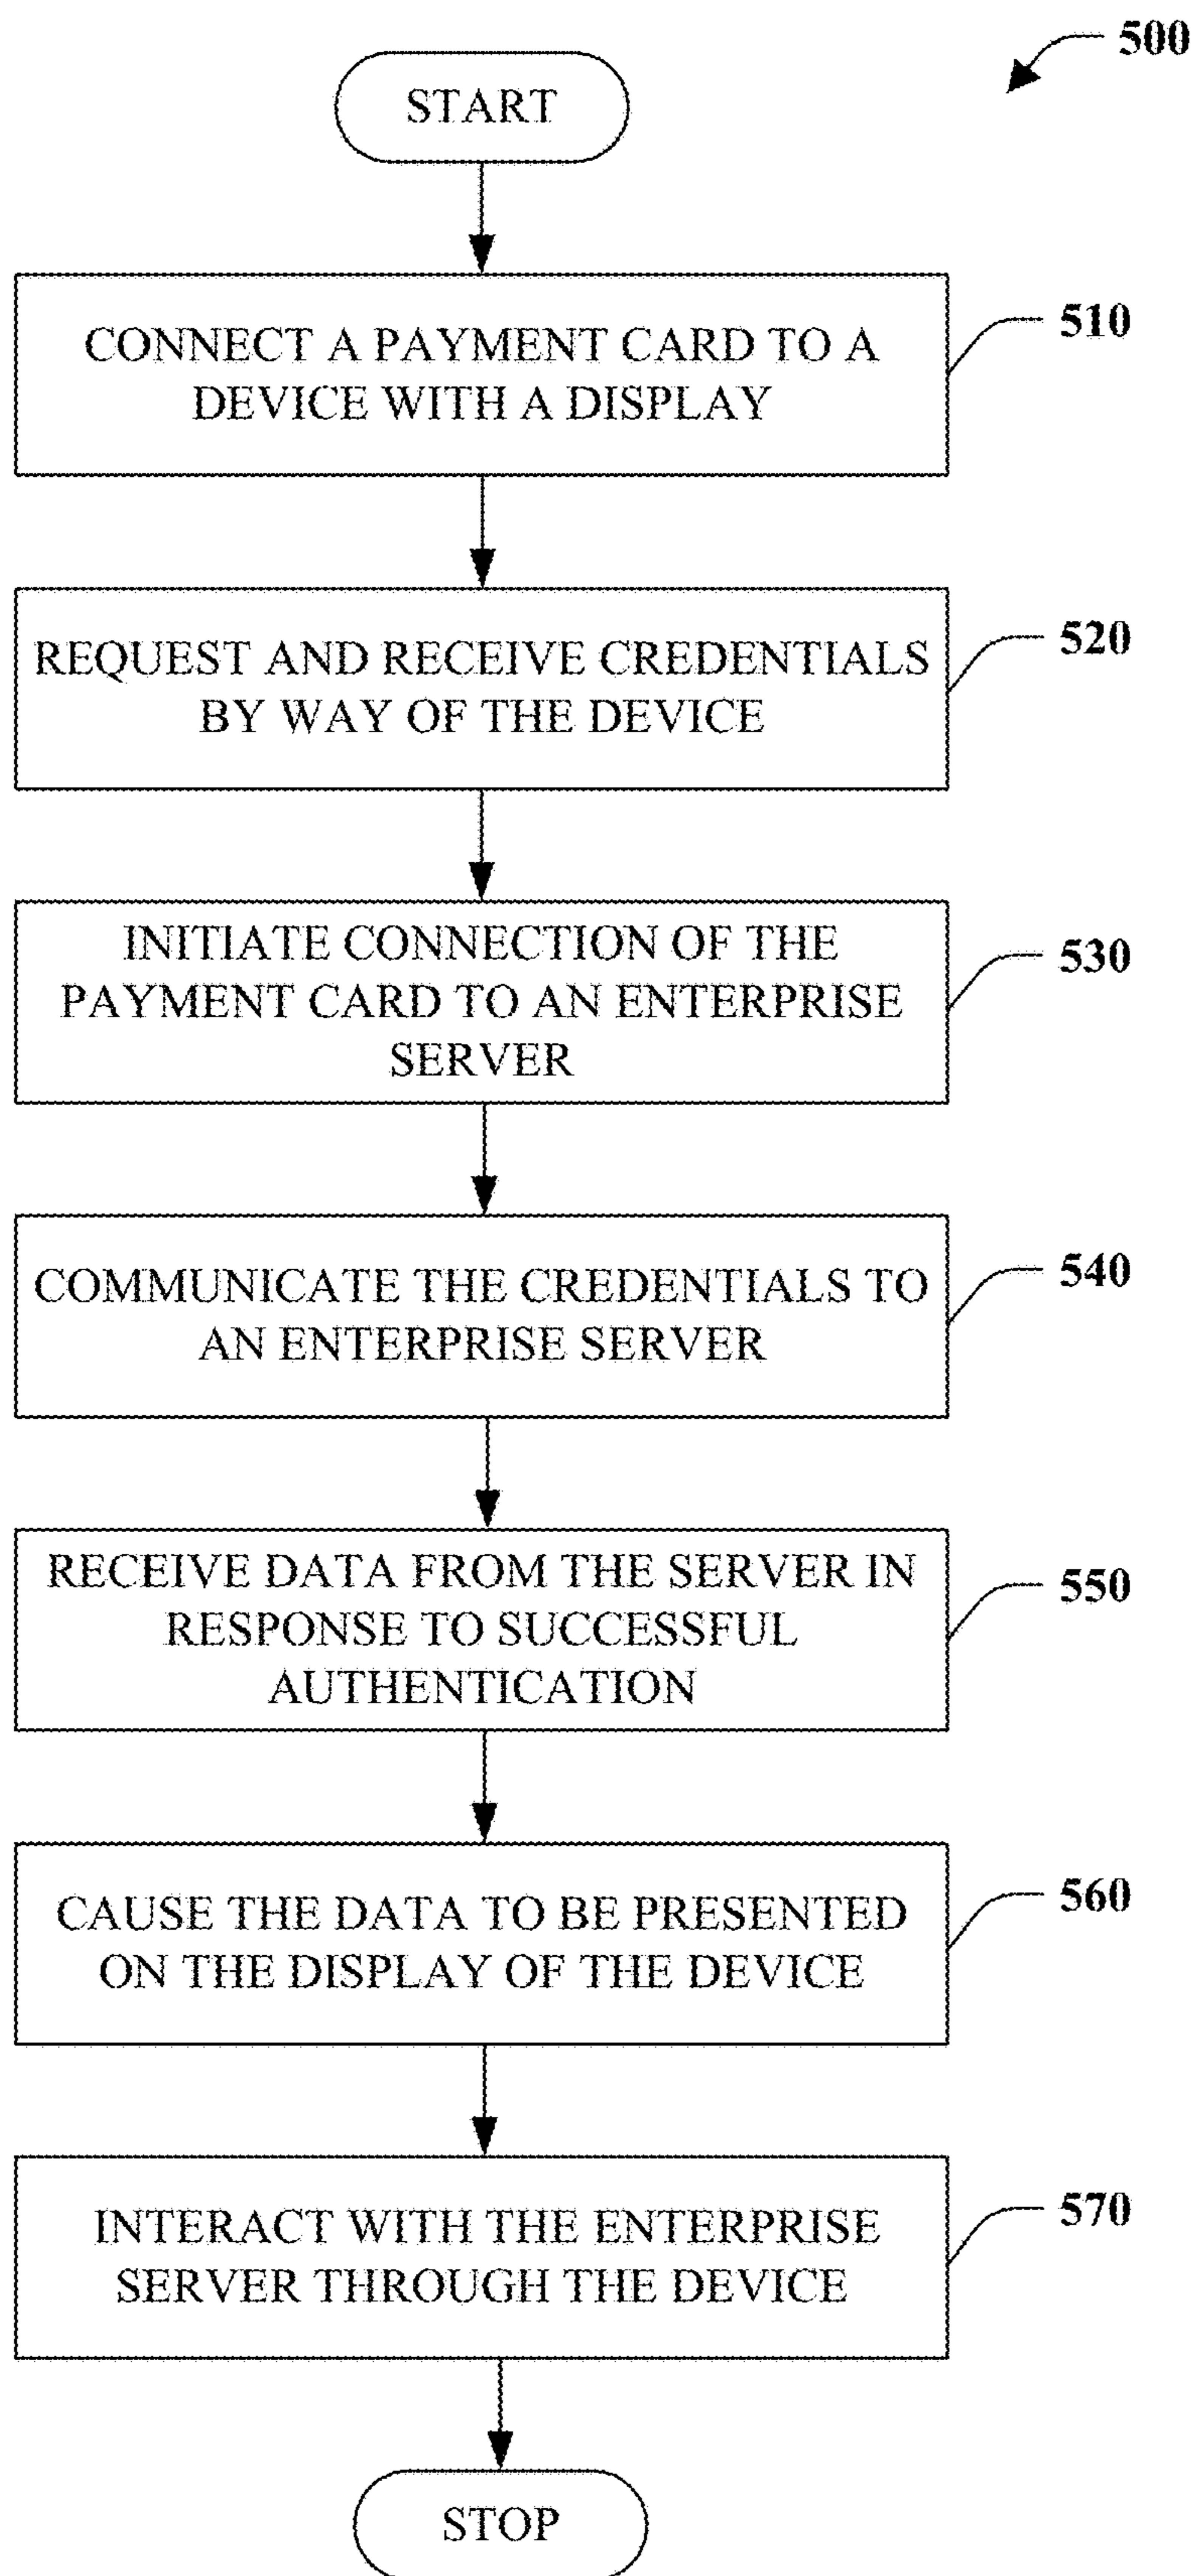 500
START
CONNECT A PAYMENT CARD TO A
DEVICE WITH A DISPLAY
510
REQUEST AND RECEIVE CREDENTIALS
BY WAY OF THE DEVICE
520
INITIATE CONNECTION OF THE
PAYMENT CARD TO AN ENTERPRISE
SERVER
530
COMMUNICATE THE CREDENTIALS TO
AN ENTERPRISE SERVER
540
RECEIVE DATA FROM THE SERVER IN
RESPONSE TO SUCCESSFUL
AUTHENTICATION
550
CAUSE THE DATA TO BE PRESENTED
ON THE DISPLAY OF THE DEVICE
560
INTERACT WITH THE ENTERPRISE
SERVER THROUGH THE DEVICE
570
STOP